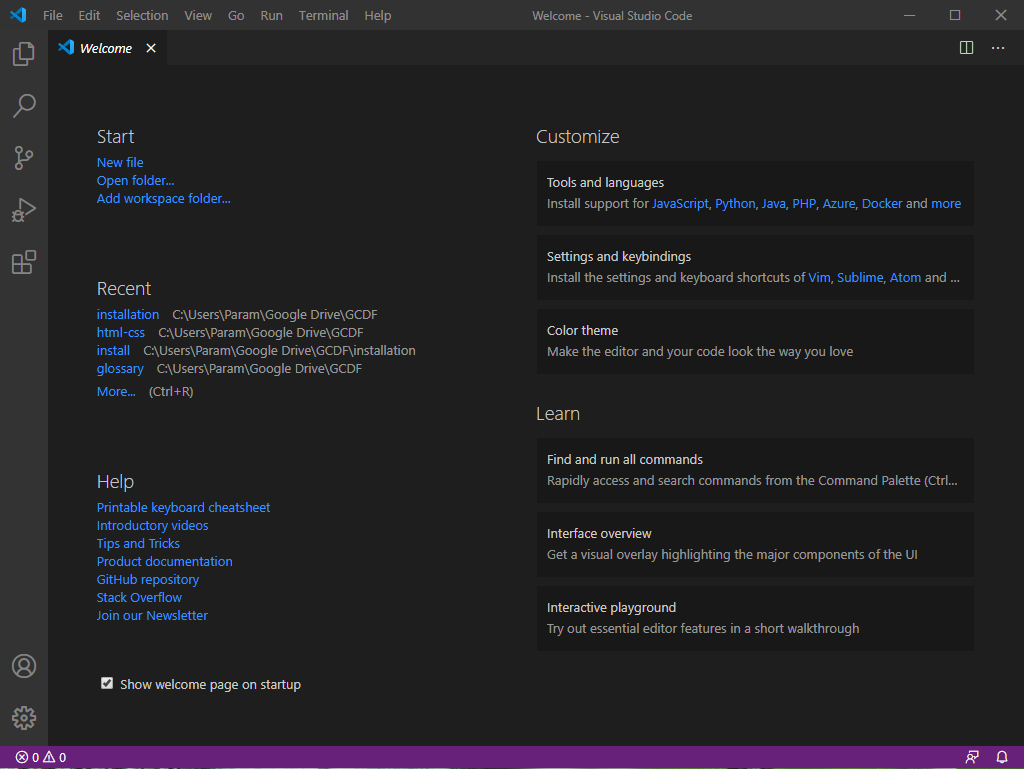 File Edit Selection View Go Run Terminal Help Welcome - Visual Studio Code
Welcome
Start
New file
Open folder...
Add workspace folder...
Recent
installation C:\Users\Param\Google Drive\GCDF
html-css C:\Users\Param\Google Drive\GCDF
install C:\Users\Param\Google Drive\GCDF\installation
glossary C:\Users\Param\Google Drive\GCDF
More... (Ctrl+R)
Help
Printable keyboard cheatsheet
Introductory videos
Tips and Tricks
Product documentation
GitHub repository
Stack Overflow
Join our Newsletter
Show welcome page on startup
Customize
Tools and languages
Install support for JavaScript, Python, Java, PHP, Azure, Docker and more
Settings and keybindings
Install the settings and keyboard shortcuts of Vim, Sublime, Atom and ...
Color theme
Make the editor and your code look the way you love
Learn
Find and run all commands
Rapidly access and search commands from the Command Palette (Ctrl...
Interface overview
Get a visual overlay highlighting the major components of the UI
Interactive playground
Try out essential editor features in a short walkthrough
0 0